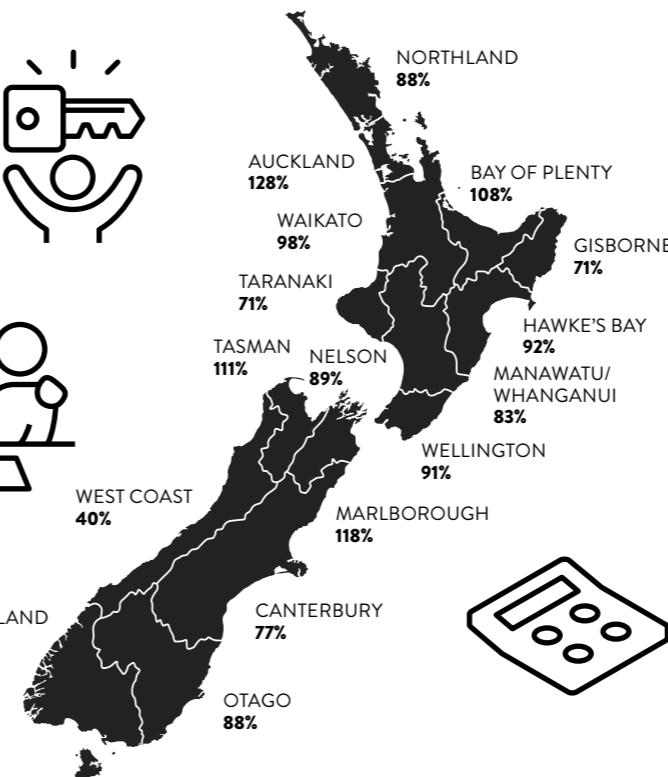 NORTHLAND
88%
AUCKLAND
128%
BAY OF PLENTY
108%
WAIKATO
98%
GISBORNE
71%
TARANAKI
71%
HAWKE'S BAY
92%
TASMAN
111%
NELSON
89%
MANAWATU/
WHANGANUI
83%
WELLINGTON
91%
WEST COAST
40%
MARLBOROUGH
118%
LAND
CANTERBURY
77%
OTAGO
88%